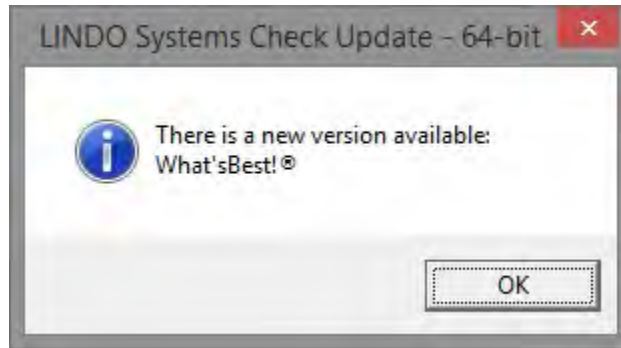 LINDO Systems Check Update - 64-bit
There is a new version available:
What'sBest!®
OK